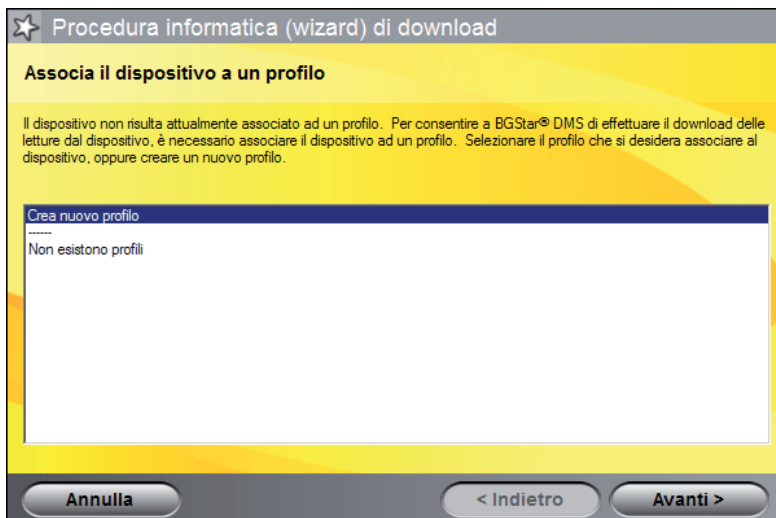 Procedura informatica (wizard) di download
Associa il dispositivo a un profilo
Il dispositivo non risulta attualmente associato ad un profilo. Per consentire a BGStar® DMS di effettuare il download delle
letture dal dispositivo, è necessario associare il dispositivo ad un profilo. Selezionare il profilo che si desidera associare al
dispositivo, oppure creare un nuovo profilo.
Crea nuovo profilo
------
Non esistono profili
Annulla
< Indietro
Avanti >